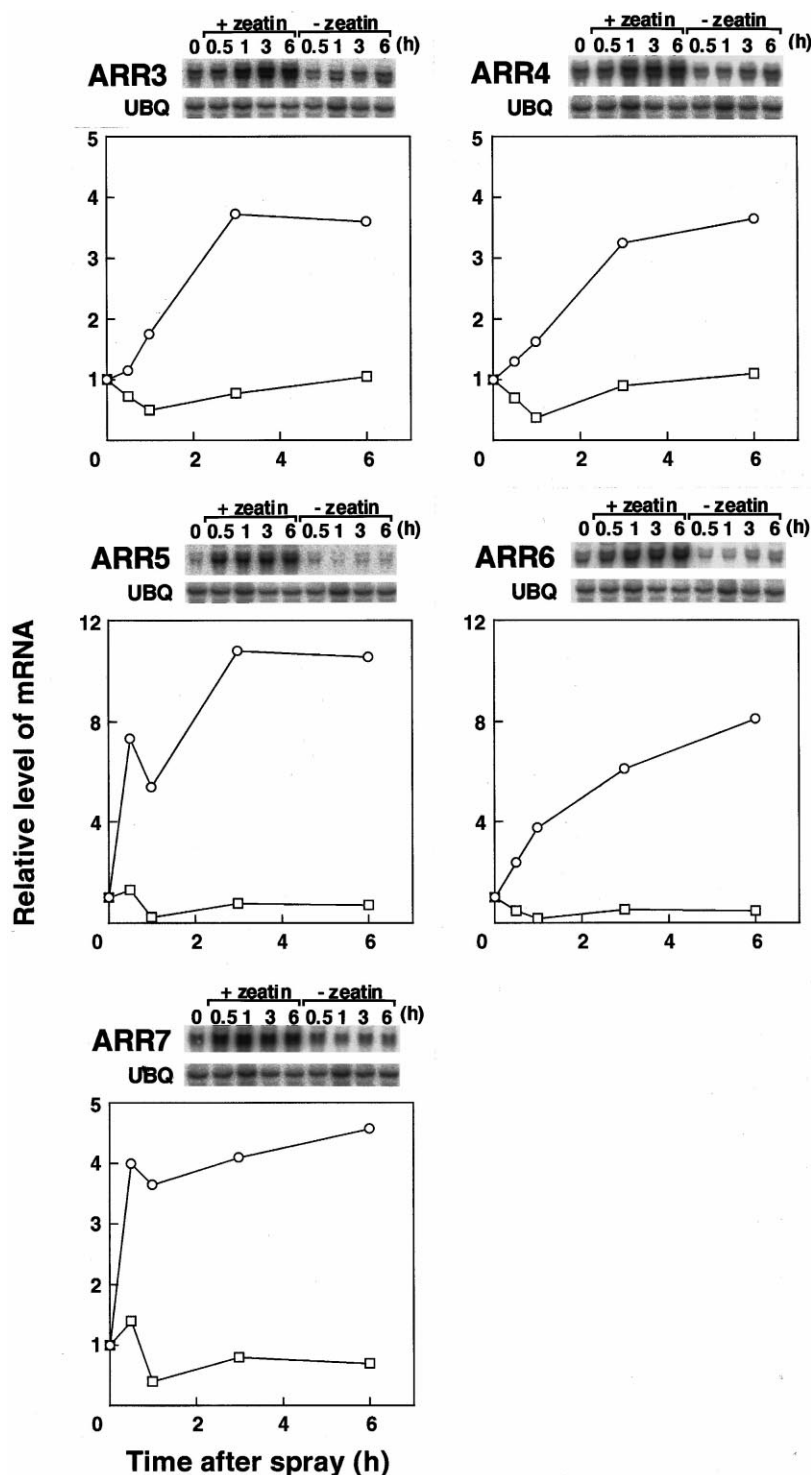 + zeatin - zeatin
0 0.5 1 3 6 0.5 1 3 6 (h)
ARR3
UBQ
5
4
3
2
1
0 2 4 6
+ zeatin - zeatin
0 0.5 1 3 6 0.5 1 3 6 (h)
ARR4
UBQ
5
4
3
2
1
0 2 4 6
+ zeatin - zeatin
0 0.5 1 3 6 0.5 1 3 6 (h)
ARR5
UBQ
12
8
4
0 2 4 6
+ zeatin - zeatin
0 0.5 1 3 6 0.5 1 3 6 (h)
ARR6
UBQ
12
8
4
0 2 4 6
+ zeatin - zeatin
0 0.5 1 3 6 0.5 1 3 6 (h)
ARR7
UBQ
5
4
3
2
1
0 2 4 6
Relative level of mRNA
Time after spray (h)